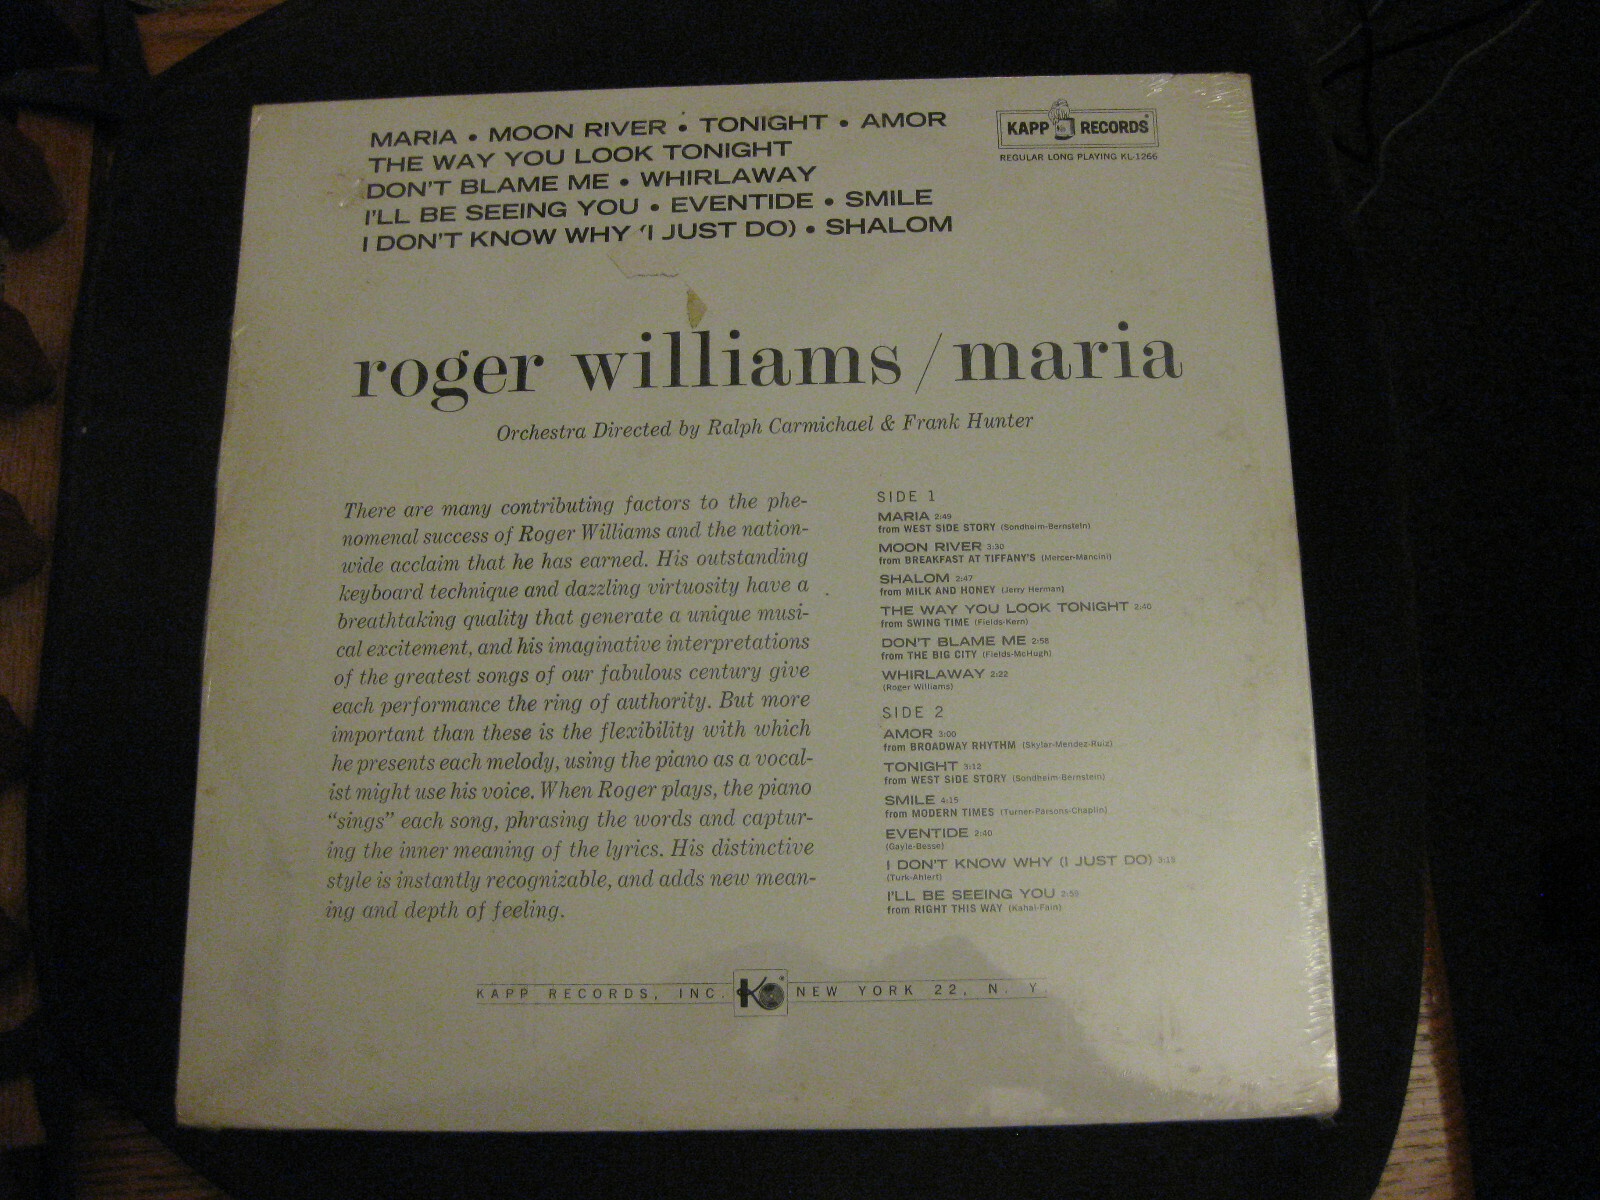 MARIA • MOON RIVER • TONIGHT • AMOR
THE WAY YOU LOOK TONIGHT
DON'T BLAME ME • WHIRLAWAY
I'LL BE SEEING YOU • EVENTIDE • SMILE
I DON'T KNOW WHY (I JUST DO) • SHALOM
KAPP RECORDS
REGULAR LONG PLAYING KL-1266
roger williams / maria
Orchestra Directed by Ralph Carmichael & Frank Hunter
There are many contributing factors to the phe-
nomenal success of Roger Williams and the nation-
wide acclaim that he has earned. His outstanding
keyboard technique and dazzling virtuosity have a
breathtaking quality that generate a unique musi-
cal excitement, and his imaginative interpretations
of the greatest songs of our fabulous century give
each performance the ring of authority. But more
important than these is the flexibility with which
he presents each melody, using the piano as a vocal-
ist might use his voice. When Roger plays, the piano
"sings" each song, phrasing the words and captur-
ing the inner meaning of the lyrics. His distinctive
style is instantly recognizable, and adds new mean-
ing and depth of feeling.
SIDE 1
MARIA 2:49
from WEST SIDE STORY (Sondheim-Bernstein)
MOON RIVER 3:30
from BREAKFAST AT TIFFANY'S (Mercer-Mancini)
SHALOM 2:47
from MILK AND HONEY (Jerry Herman)
THE WAY YOU LOOK TONIGHT 2:40
from SWING TIME (Fields-Kern)
DON'T BLAME ME 2:58
from THE BIG CITY (Fields-McHugh)
WHIRLAWAY 2:22
(Roger Williams)
SIDE 2
AMOR 3:00
from BROADWAY RHYTHM (Skylar-Mendez-Ruiz)
TONIGHT 3:12
from WEST SIDE STORY (Sondheim-Bernstein)
SMILE 4:15
from MODERN TIMES (Turner-Parsons-Chaplin)
EVENTIDE 2:40
(Gayle-Besse)
I DON'T KNOW WHY (I JUST DO) 3:15
(Turk-Ahlert)
I'LL BE SEEING YOU 2:59
from RIGHT THIS WAY (Kahal-Fain)
KAPP RECORDS, INC. K NEW YORK 22, N. Y.